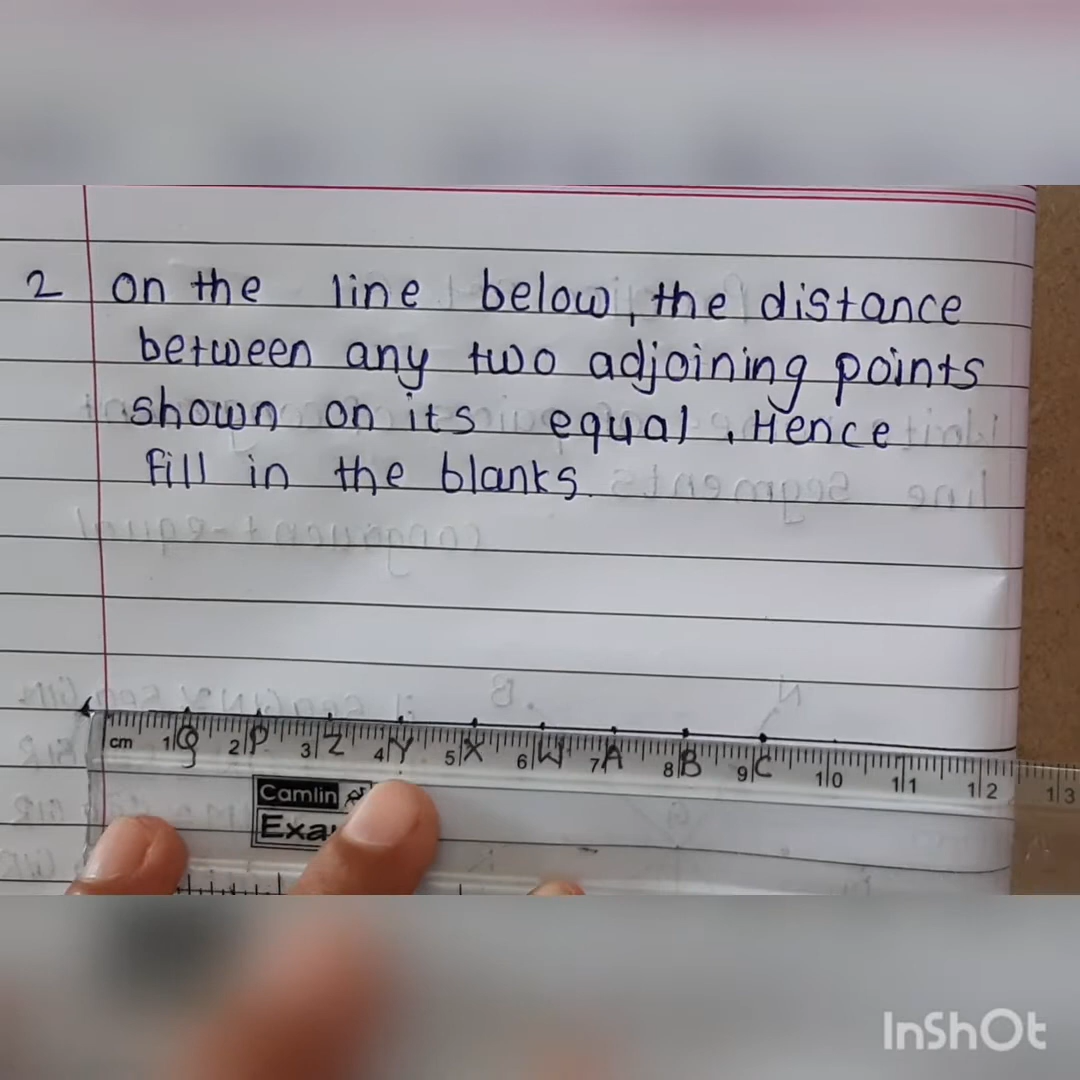 2 on the line below, the distance
between any two adjoining points
shown on its equal. Hence
fill in the blanks.
Q P Z Y X W A B C
cm 1 2 3 4 5 6 7 8 9 10 11 12 13
Camlin
Exa
InShOt